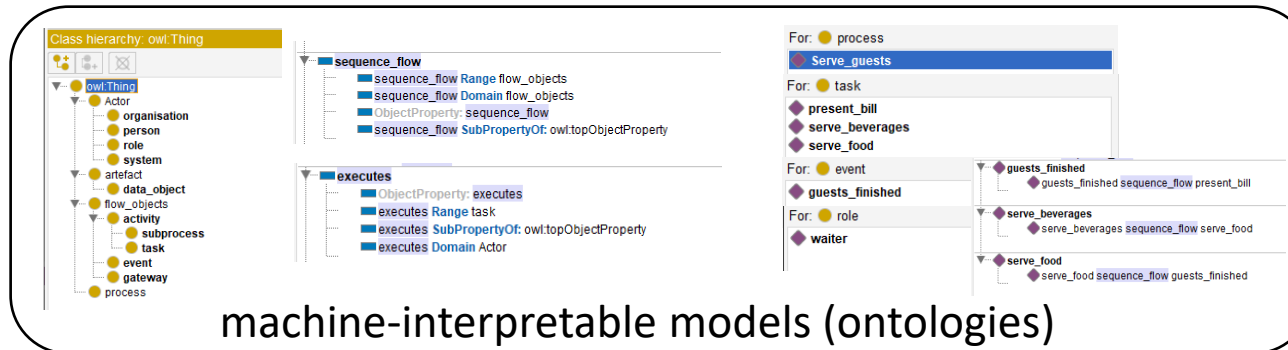 Class hierarchy: owl:Thing
owl:Thing
Actor
organisation
person
role
system
artefact
data_object
flow_objects
activity
subprocess
task
event
gateway
process
sequence_flow
sequence_flow Range flow_objects
sequence_flow Domain flow_objects
ObjectProperty: sequence_flow
sequence_flow SubPropertyOf: owl:topObjectProperty
executes
ObjectProperty: executes
executes Range task
executes SubPropertyOf: owl:topObjectProperty
executes Domain Actor
For: process
Serve_guests
For: task
present_bill
serve_beverages
serve_food
For: event
guests_finished
For: role
waiter
guests_finished
guests_finished sequence_flow present_bill
serve_beverages
serve_beverages sequence_flow serve_food
serve_food
serve_food sequence_flow guests_finished
machine-interpretable models (ontologies)